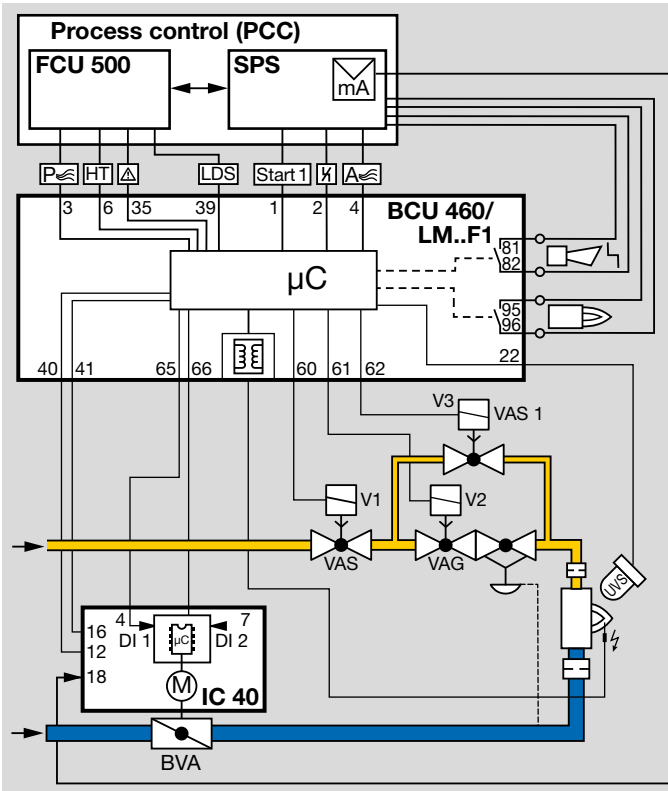 Process control (PCC)
FCU 500
SPS
mA
P HT LDS Start 1 A
3 6 35 39 1 2 4
BCU 460/
LM..F1
81
82
µC
95
96
22
40 41 65 66 60 61 62
V3
VAS 1
V1 V2
VAS VAG
UVS
4 7
16 DI 1 µC DI 2
12
18
M
IC 40
BVA